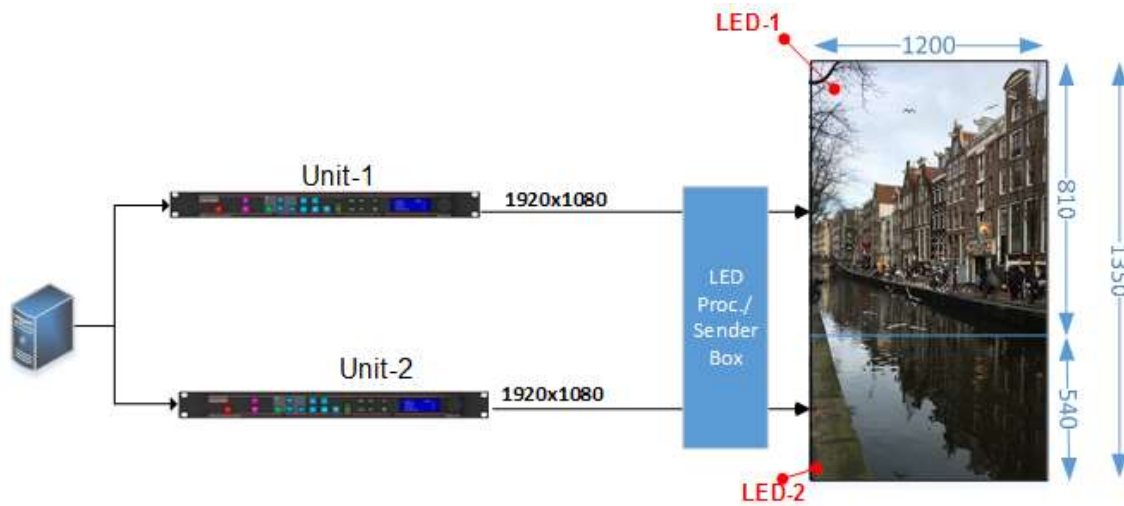 LED-1
1200
Unit-1
1920x1080
810
1350
LED
Proc./
Sender
Box
Unit-2
1920x1080
540
LED-2